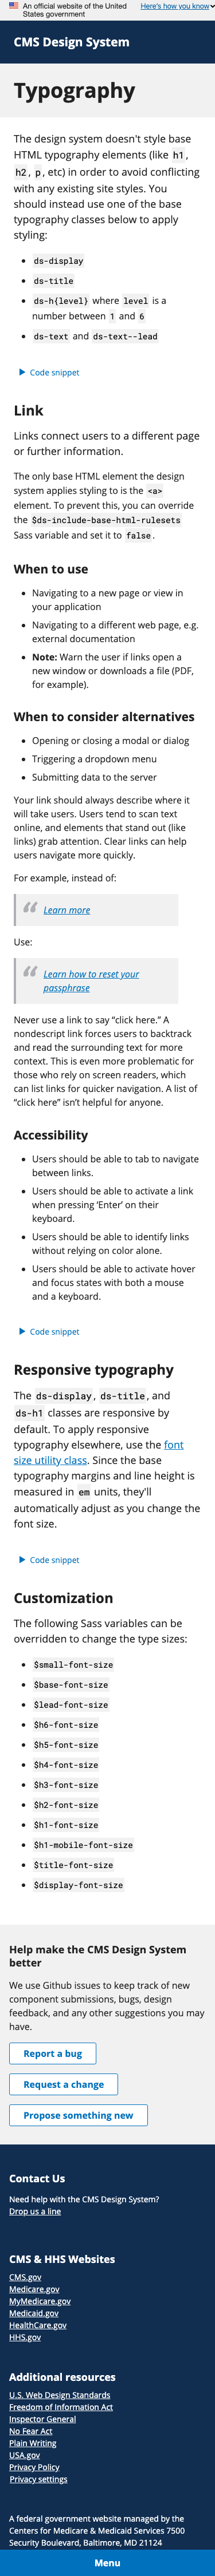 An official website of the United
States government
Here's how you know
CMS Design System
Typography
The design system doesn't style base
HTML typography elements (like h1,
h2, p, etc) in order to avoid conflicting
with any existing site styles. You
should instead use one of the base
typography classes below to apply
styling:
ds-display
ds-title
ds-h{level} where level is a
number between 1 and 6
ds-text and ds-text--lead
Code snippet
Link
Links connect users to a different page
or further information.
The only base HTML element the design
system applies styling to is the <a>
element. To prevent this, you can override
the $ds-include-base-html-rulesets
Sass variable and set it to false.
When to use
Navigating to a new page or view in
your application
Navigating to a different web page, e.g.
external documentation
Note: Warn the user if links open a
new window or downloads a file (PDF,
for example).
When to consider alternatives
Opening or closing a modal or dialog
Triggering a dropdown menu
Submitting data to the server
Your link should always describe where it
will take users. Users tend to scan text
online, and elements that stand out (like
links) grab attention. Clear links can help
users navigate more quickly.
For example, instead of:
Learn more
Use:
Learn how to reset your
passphrase
Never use a link to say “click here.” A
nondescript link forces users to backtrack
and read the surrounding text for more
context. This is even more problematic for
those who rely on screen readers, which
can list links for quicker navigation. A list of
“click here” isn’t helpful for anyone.
Accessibility
Users should be able to tab to navigate
between links.
Users should be able to activate a link
when pressing ‘Enter’ on their
keyboard.
Users should be able to identify links
without relying on color alone.
Users should be able to activate hover
and focus states with both a mouse
and a keyboard.
Code snippet
Responsive typography
The ds-display, ds-title, and
ds-h1 classes are responsive by
default. To apply responsive
typography elsewhere, use the font
size utility class. Since the base
typography margins and line height is
measured in em units, they'll
automatically adjust as you change the
font size.
Code snippet
Customization
The following Sass variables can be
overridden to change the type sizes:
$small-font-size
$base-font-size
$lead-font-size
$h6-font-size
$h5-font-size
$h4-font-size
$h3-font-size
$h2-font-size
$h1-font-size
$h1-mobile-font-size
$title-font-size
$display-font-size
Help make the CMS Design System
better
We use Github issues to keep track of new
component submissions, bugs, design
feedback, and any other suggestions you may
have.
Report a bug
Request a change
Propose something new
Contact Us
Need help with the CMS Design System?
Drop us a line
CMS & HHS Websites
CMS.gov
Medicare.gov
MyMedicare.gov
Medicaid.gov
HealthCare.gov
HHS.gov
Additional resources
U.S. Web Design Standards
Freedom of Information Act
Inspector General
No Fear Act
Plain Writing
USA.gov
Privacy Policy
Privacy settings
A federal government website managed by the
Centers for Medicare & Medicaid Services 7500
Security Boulevard, Baltimore, MD 21124
Menu